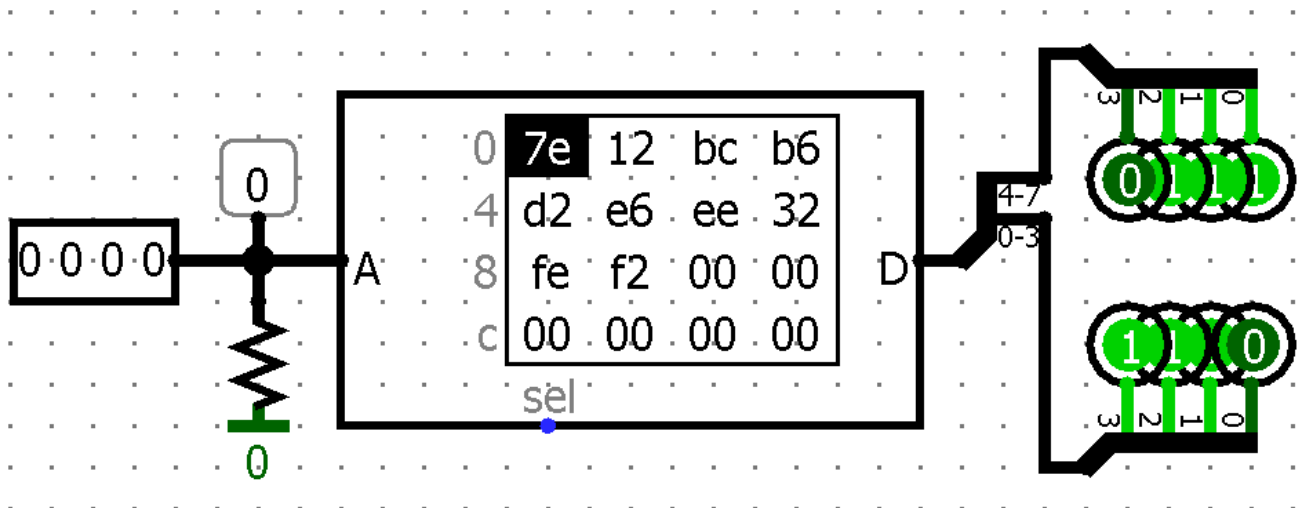 0 0 0 0
0
0
A
0 7e 12 bc b6
4 d2 e6 ee 32
8 fe f2 00 00
c 00 00 00 00
sel
D
4-7
0-3
3 2 1 0
0 1 1 1
1 1 0
3 2 1 0